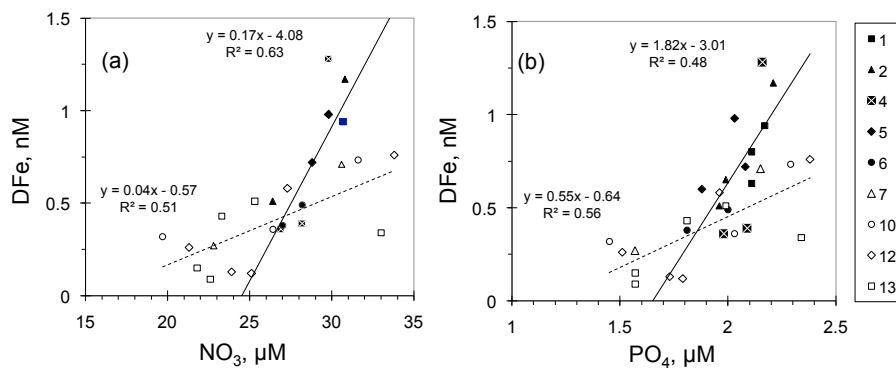 1.5
1
0.5
0
DFe, nM
(a)
y = 0.17x - 4.08
R² = 0.63
y = 0.04x - 0.57
R² = 0.51
15 20 25 30 35
NO₃, µM
1.5
1
0.5
0
DFe, nM
(b)
y = 1.82x - 3.01
R² = 0.48
y = 0.55x - 0.64
R² = 0.56
1 1.5 2 2.5
PO₄, µM
1
2
4
5
6
7
10
12
13